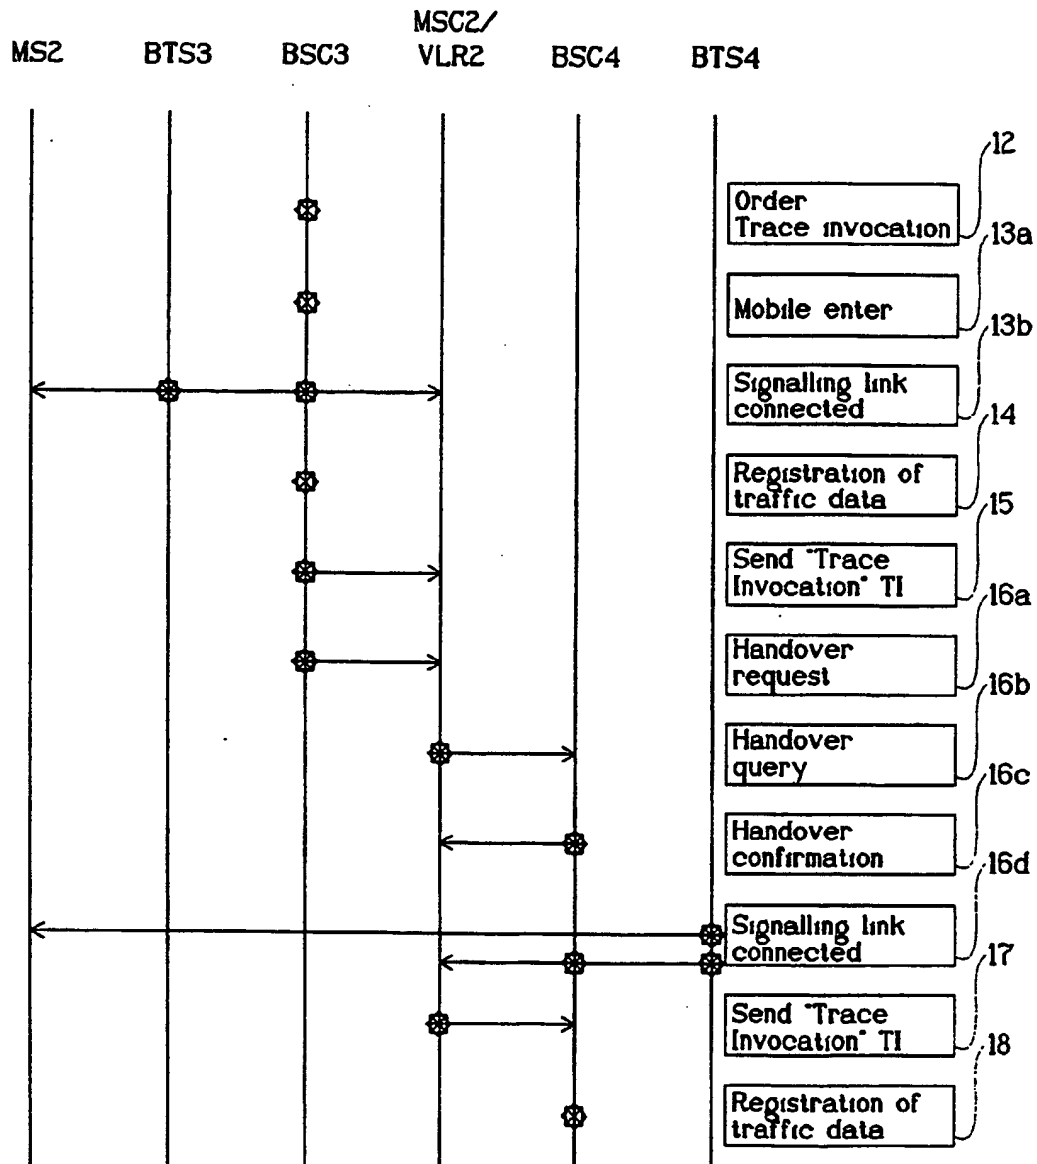 MSC2/
MS2 BTS3 BSC3 VLR2 BSC4 BTS4
12
Order
Trace invocation
13a
Mobile enter
13b
Signalling link
connected
14
Registration of
traffic data
15
Send "Trace
Invocation" TI
16a
Handover
request
16b
Handover
query
16c
Handover
confirmation
16d
Signalling link
connected
17
Send "Trace
Invocation" TI
18
Registration of
traffic data